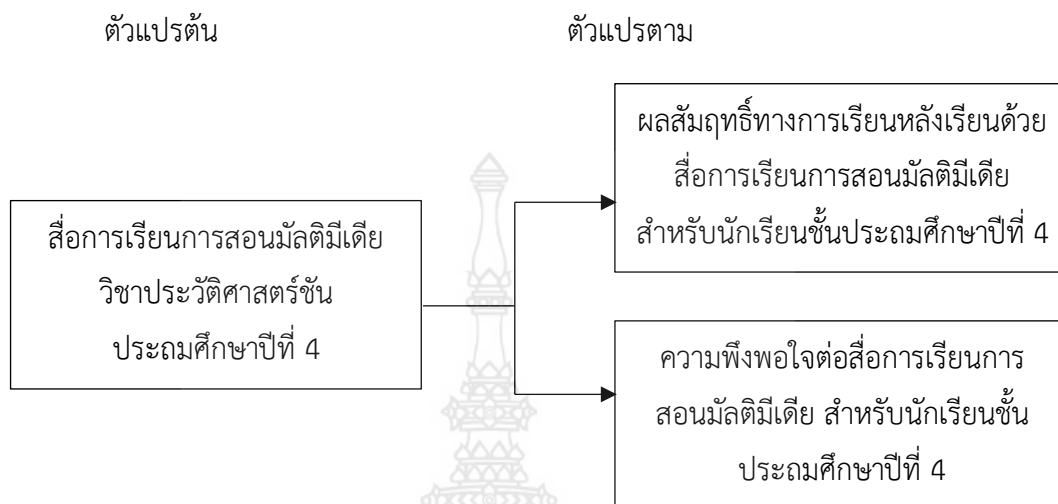 ตัวแปรต้น
ตัวแปรตาม
สื่อการเรียนการสอนมัลติมีเดีย
วิชาประวัติศาสตร์ชัน
ประถมศึกษาปีที่ 4
ผลสัมฤทธิ์ทางการเรียนหลังเรียนด้วย
สื่อการเรียนการสอนมัลติมีเดีย
สำหรับนักเรียนชั้นประถมศึกษาปีที่ 4
ความพึงพอใจต่อสื่อการเรียนการ
สอนมัลติมีเดีย สำหรับนักเรียนชั้น
ประถมศึกษาปีที่ 4